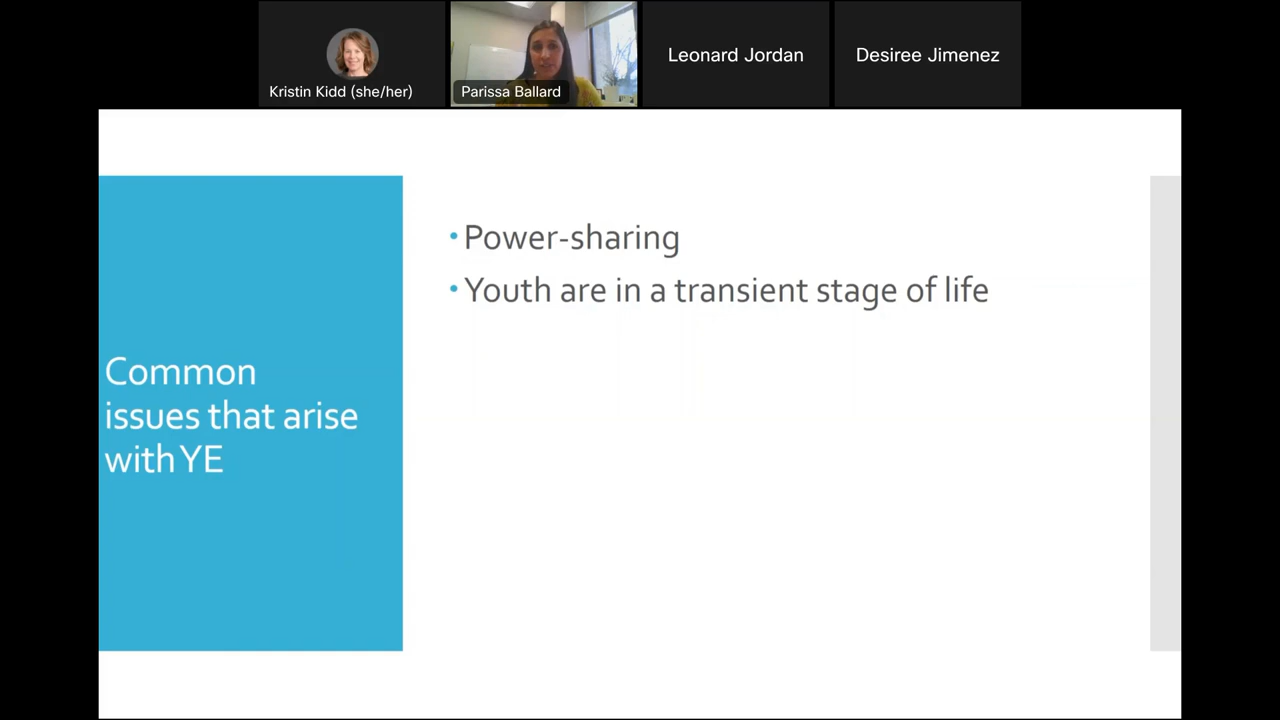 Kristin Kidd (she/her)
Parissa Ballard
Leonard Jordan
Desiree Jimenez
Common
issues that arise
with YE
• Power-sharing
• Youth are in a transient stage of life